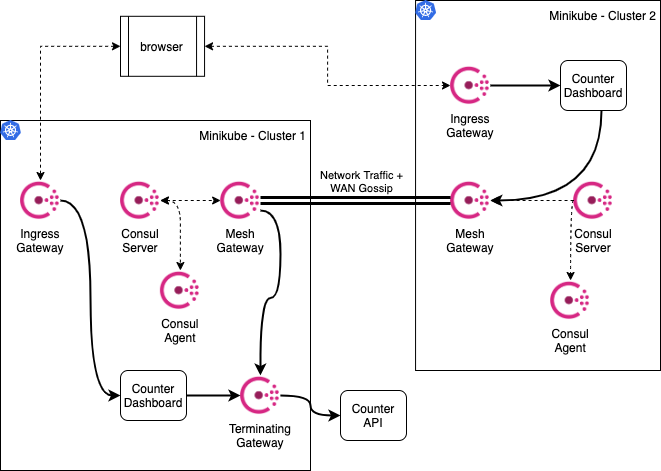 Minikube - Cluster 2
browser
Counter
Dashboard
Ingress
Gateway
Minikube - Cluster 1
Network Traffic +
WAN Gossip
Ingress
Gateway
Consul
Server
Mesh
Gateway
Mesh
Gateway
Consul
Server
Consul
Agent
Consul
Agent
Counter
Dashboard
Terminating
Gateway
Counter
API